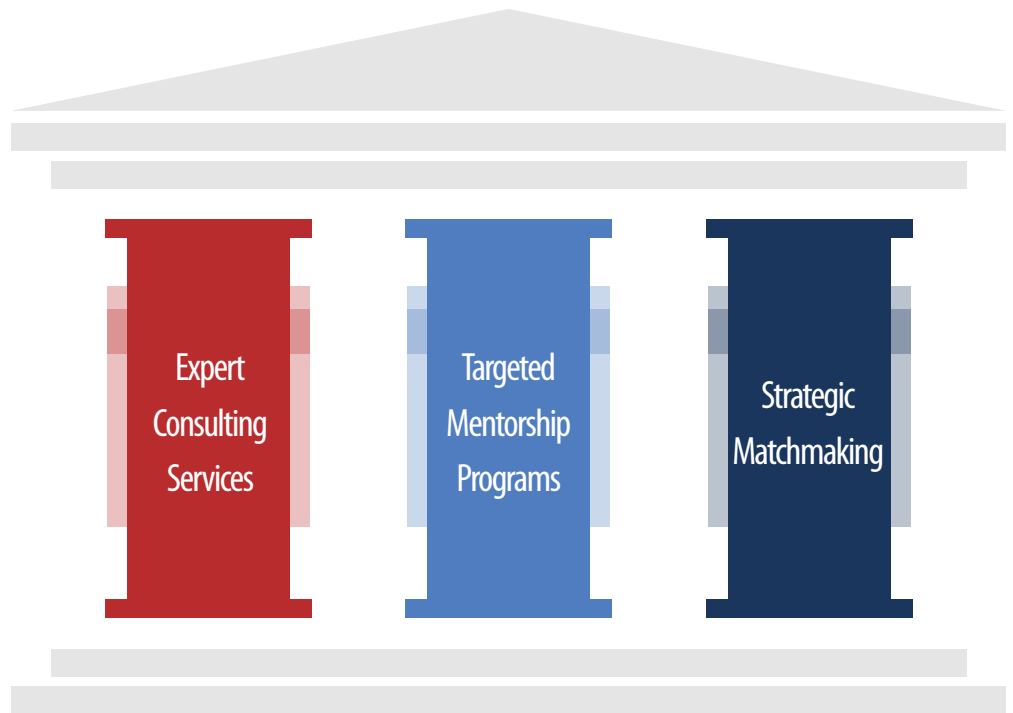 Expert
Consulting
Services
Targeted
Mentorship
Programs
Strategic
Matchmaking